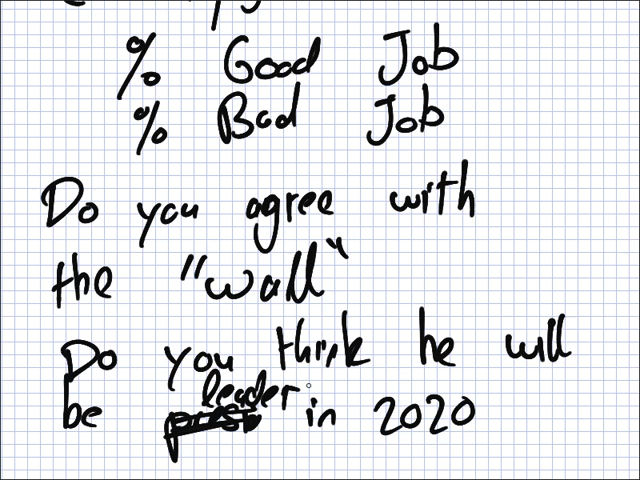 % Good Job
% Bad Job
Do you agree with
the "wall"
Do you think he will
be leader in 2020